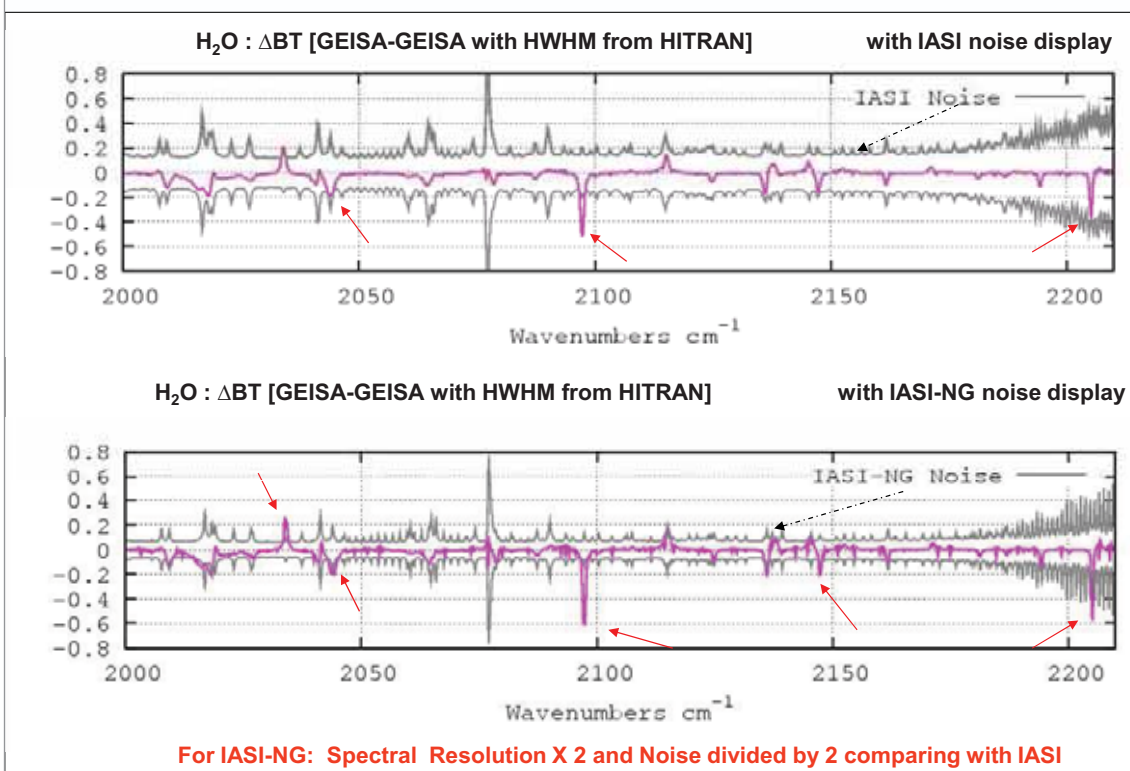 H₂O : ΔBT [GEISA-GEISA with HWHM from HITRAN] with IASI noise display
0.8
0.6
0.4
0.2
0
-0.2
-0.4
-0.6
-0.8
IASI Noise
2000 2050 2100 2150 2200
Wavenumbers cm⁻¹
H₂O : ΔBT [GEISA-GEISA with HWHM from HITRAN] with IASI-NG noise display
0.8
0.6
0.4
0.2
0
-0.2
-0.4
-0.6
-0.8
IASI-NG Noise
2000 2050 2100 2150 2200
Wavenumbers cm⁻¹
For IASI-NG: Spectral Resolution X 2 and Noise divided by 2 comparing with IASI